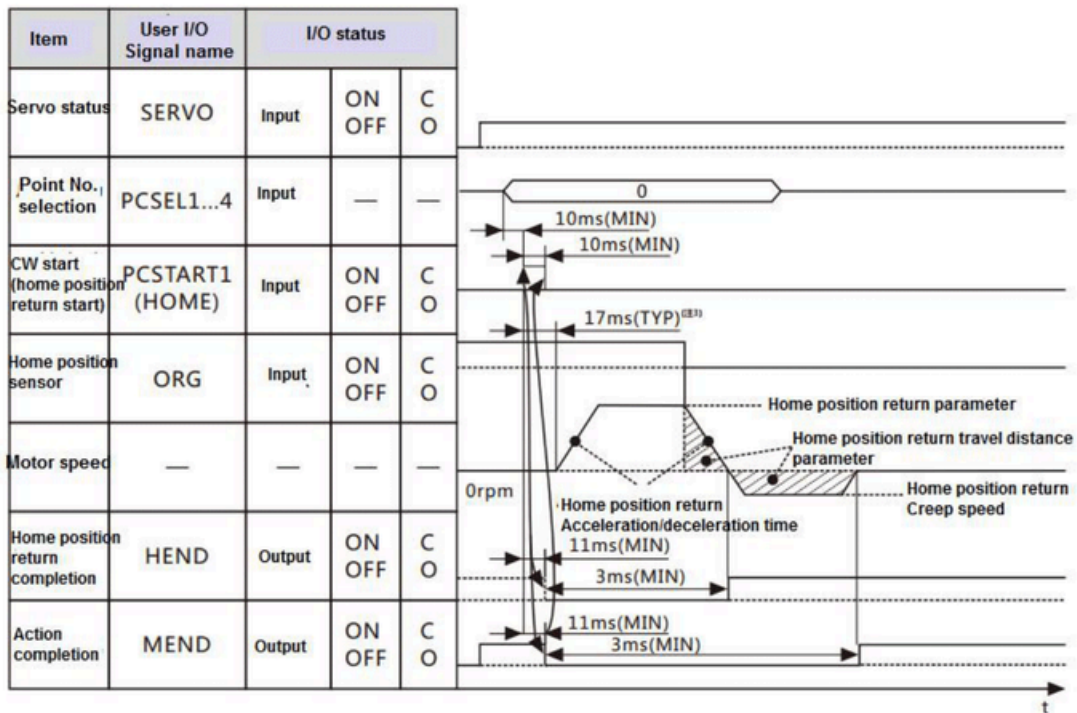 Item
User I/O
Signal name
I/O status
Servo status
SERVO
Input
ON
OFF
C
O
Point No.
selection
PCSEL1...4
Input
—
—
0
10ms(MIN)
10ms(MIN)
CW start
(home position
return start)
PCSTART1
(HOME)
Input
ON
OFF
C
O
17ms(TYP)
Home position
sensor
ORG
Input
ON
OFF
C
O
Home position return parameter
Home position return travel distance
parameter
Motor speed
—
—
—
—
0rpm
Home position return
Creep speed
Home position return
Acceleration/deceleration time
Home position
return
completion
HEND
Output
ON
OFF
C
O
11ms(MIN)
3ms(MIN)
Action
completion
MEND
Output
ON
OFF
C
O
11ms(MIN)
3ms(MIN)
t